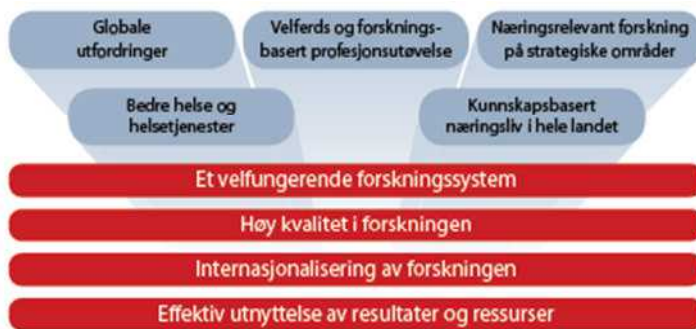 Globale
utfordringer
Velferds og forsknings-
basert profesjonsutøvelse
Næringsrelevant forskning
på strategiske områder
Bedre helse og
helsetjenester
Kunnskapsbasert
næringsliv i hele landet
Et velfungerende forskningssystem
Høy kvalitet i forskningen
Internasjonalisering av forskningen
Effektiv utnyttelse av resultater og ressurser